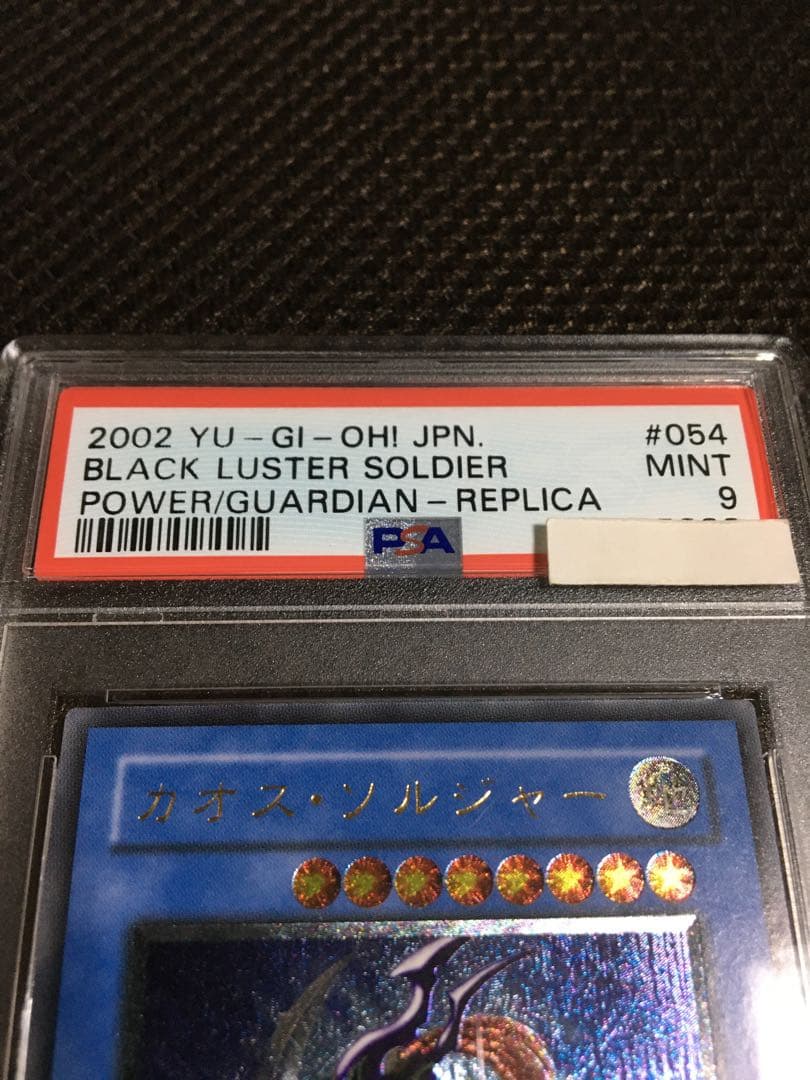 2002 YU-GI-OH! JPN. #054
BLACK LUSTER SOLDIER MINT
POWER/GUARDIAN-REPLICA 9
PSA
カオス・ソルジャー